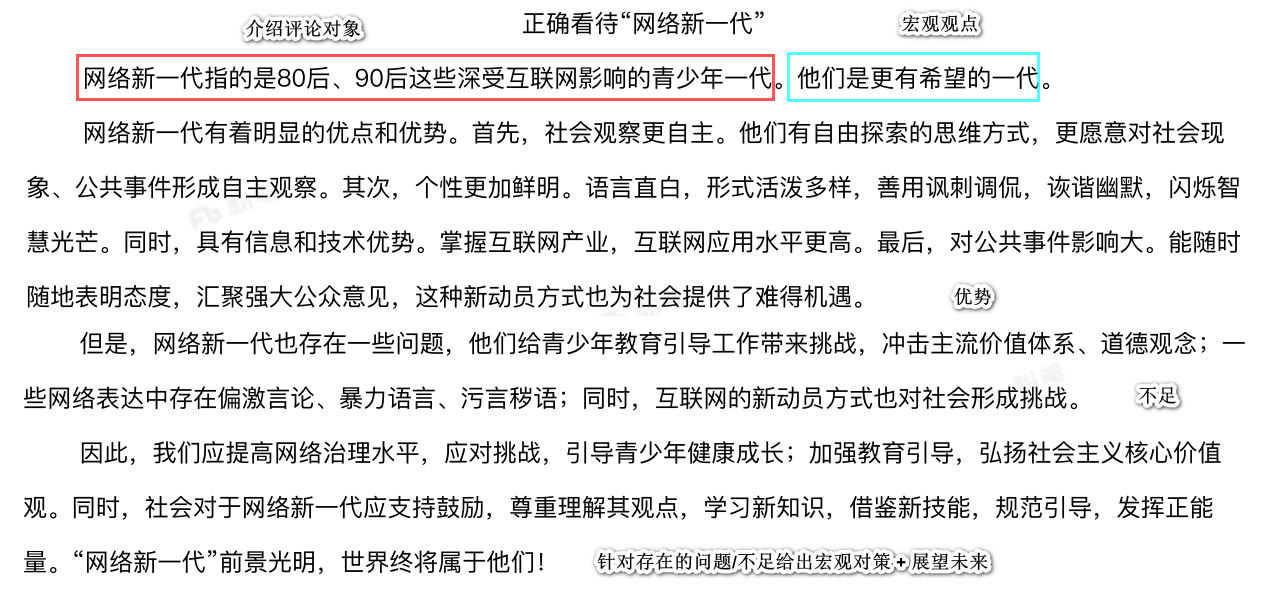 介绍评论对象 正确看待“网络新一代” 宏观观点
网络新一代指的是80后、90后这些深受互联网影响的青少年一代。他们是更有希望的一代。
网络新一代有着明显的优点和优势。首先，社会观察更自主。他们有自由探索的思维方式，更愿意对社会现
象、公共事件形成自主观察。其次，个性更加鲜明。语言直白，形式活泼多样，善用讽刺调侃，诙谐幽默，闪烁智
慧光芒。同时，具有信息和技术优势。掌握互联网产业，互联网应用水平更高。最后，对公共事件影响大。能随时
随地表明态度，汇聚强大公众意见，这种新动员方式也为社会提供了难得机遇。 优势
但是，网络新一代也存在一些问题，他们给青少年教育引导工作带来挑战，冲击主流价值体系、道德观念；一
些网络表达中存在偏激言论、暴力语言、污言秽语；同时，互联网的新动员方式也对社会形成挑战。 不足
因此，我们应提高网络治理水平，应对挑战，引导青少年健康成长；加强教育引导，弘扬社会主义核心价值
观。同时，社会对于网络新一代应支持鼓励，尊重理解其观点，学习新知识，借鉴新技能，规范引导，发挥正能
量。“网络新一代”前景光明，世界终将属于他们！ 针对存在的问题/不足给出宏观对策+展望未来